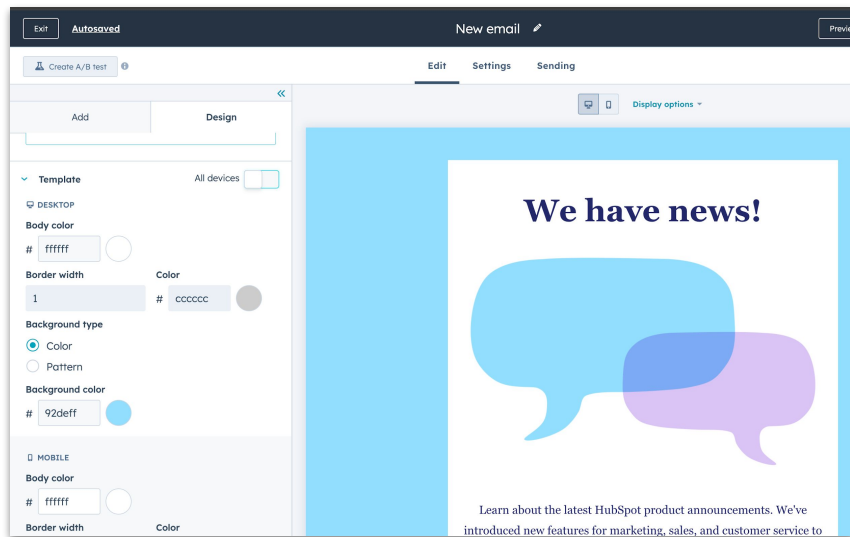 Exit Autosaved New email
Create A/B test Edit Settings Sending
Add Design Display options
Template All devices
DESKTOP
Body color
# ffffff
Border width Color
1 # cccccc
Background type
Color
Pattern
Background color
# 92deff
MOBILE
Body color
# ffffff
Border width Color
We have news!
Learn about the latest HubSpot product announcements. We've
introduced new features for marketing, sales, and customer service to